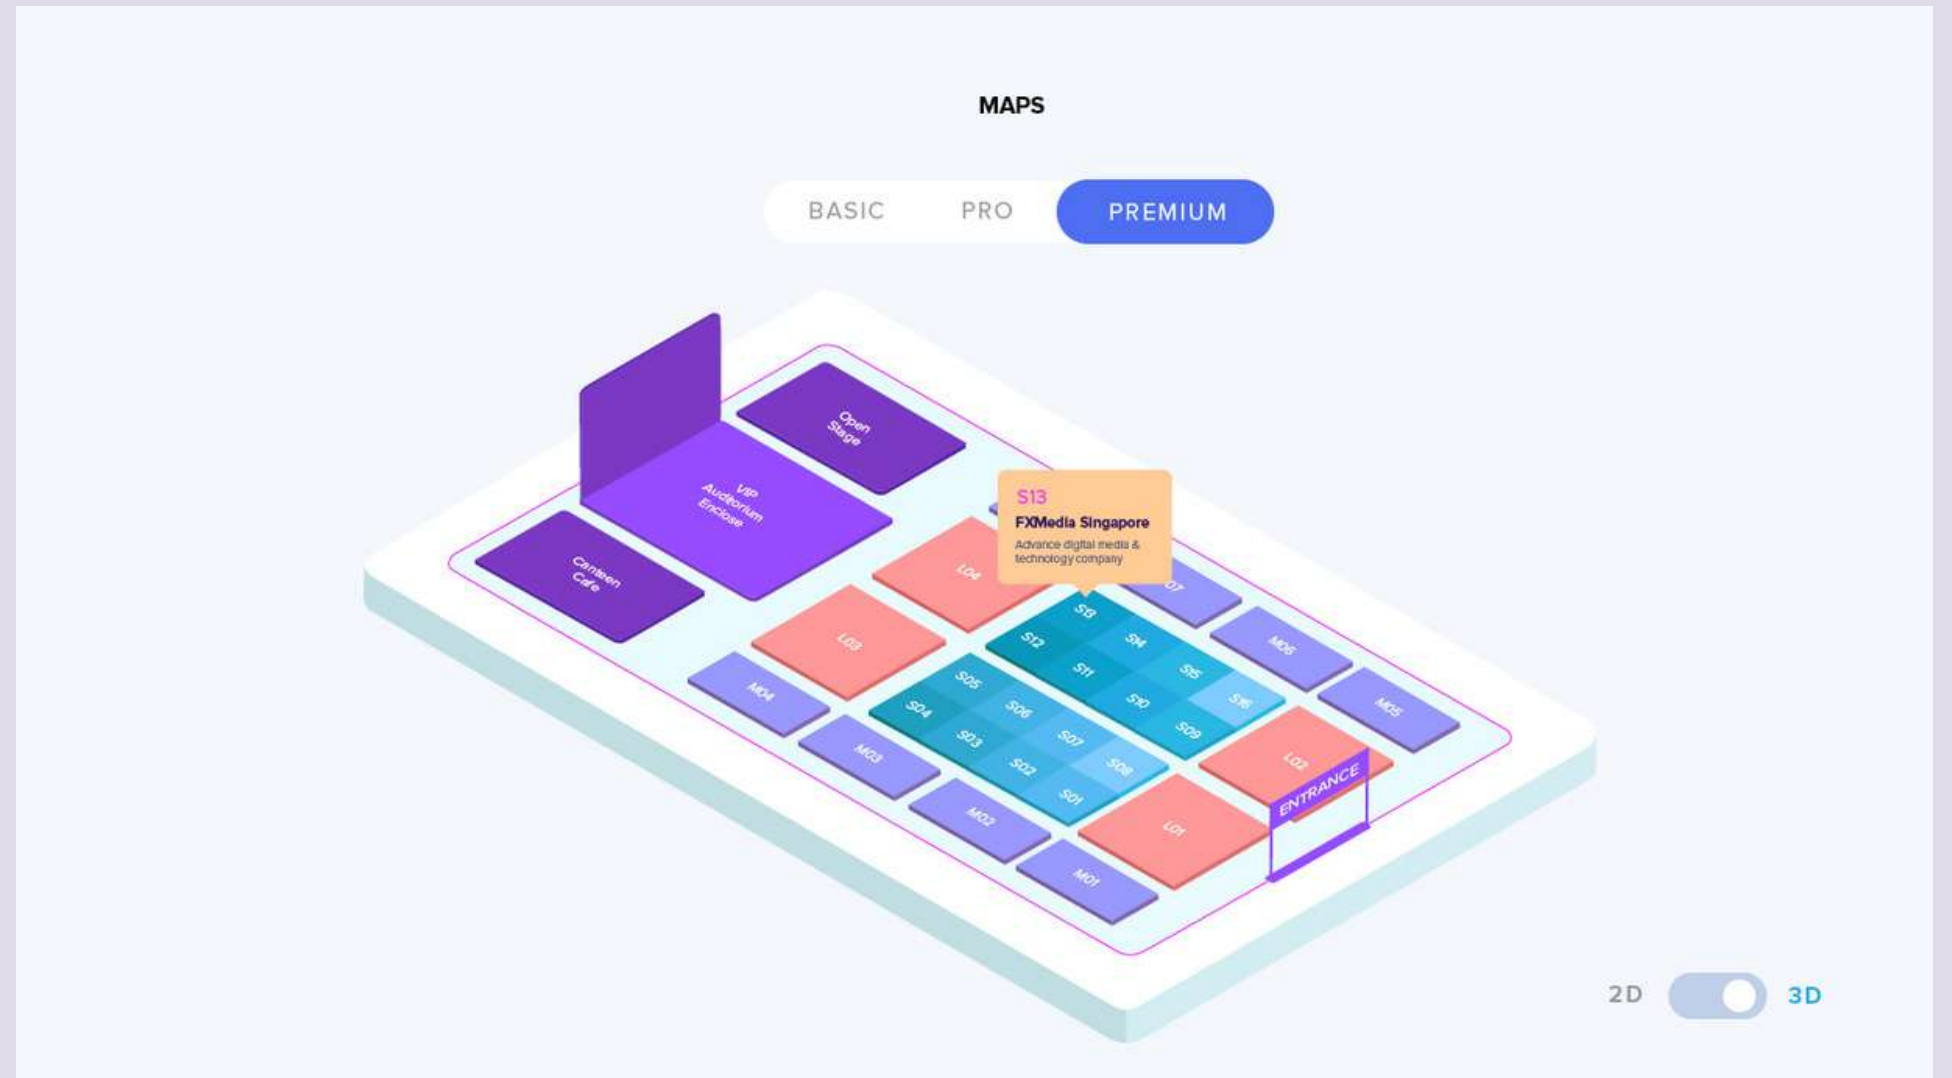 MAPS
BASIC
PRO
PREMIUM
Open
Stage
VIP
Auditorium
Enclose
Canteen
Cafe
S13
FXMedia Singapore
Advance digital media &
technology company
L04
07
S13
S12
S14
M06
L03
S11
S15
S05
M04
S10
S16
M05
S04
S06
S09
S03
S07
M03
S02
S08
L02
ENTRANCE
S01
M02
L01
M01
2D
3D